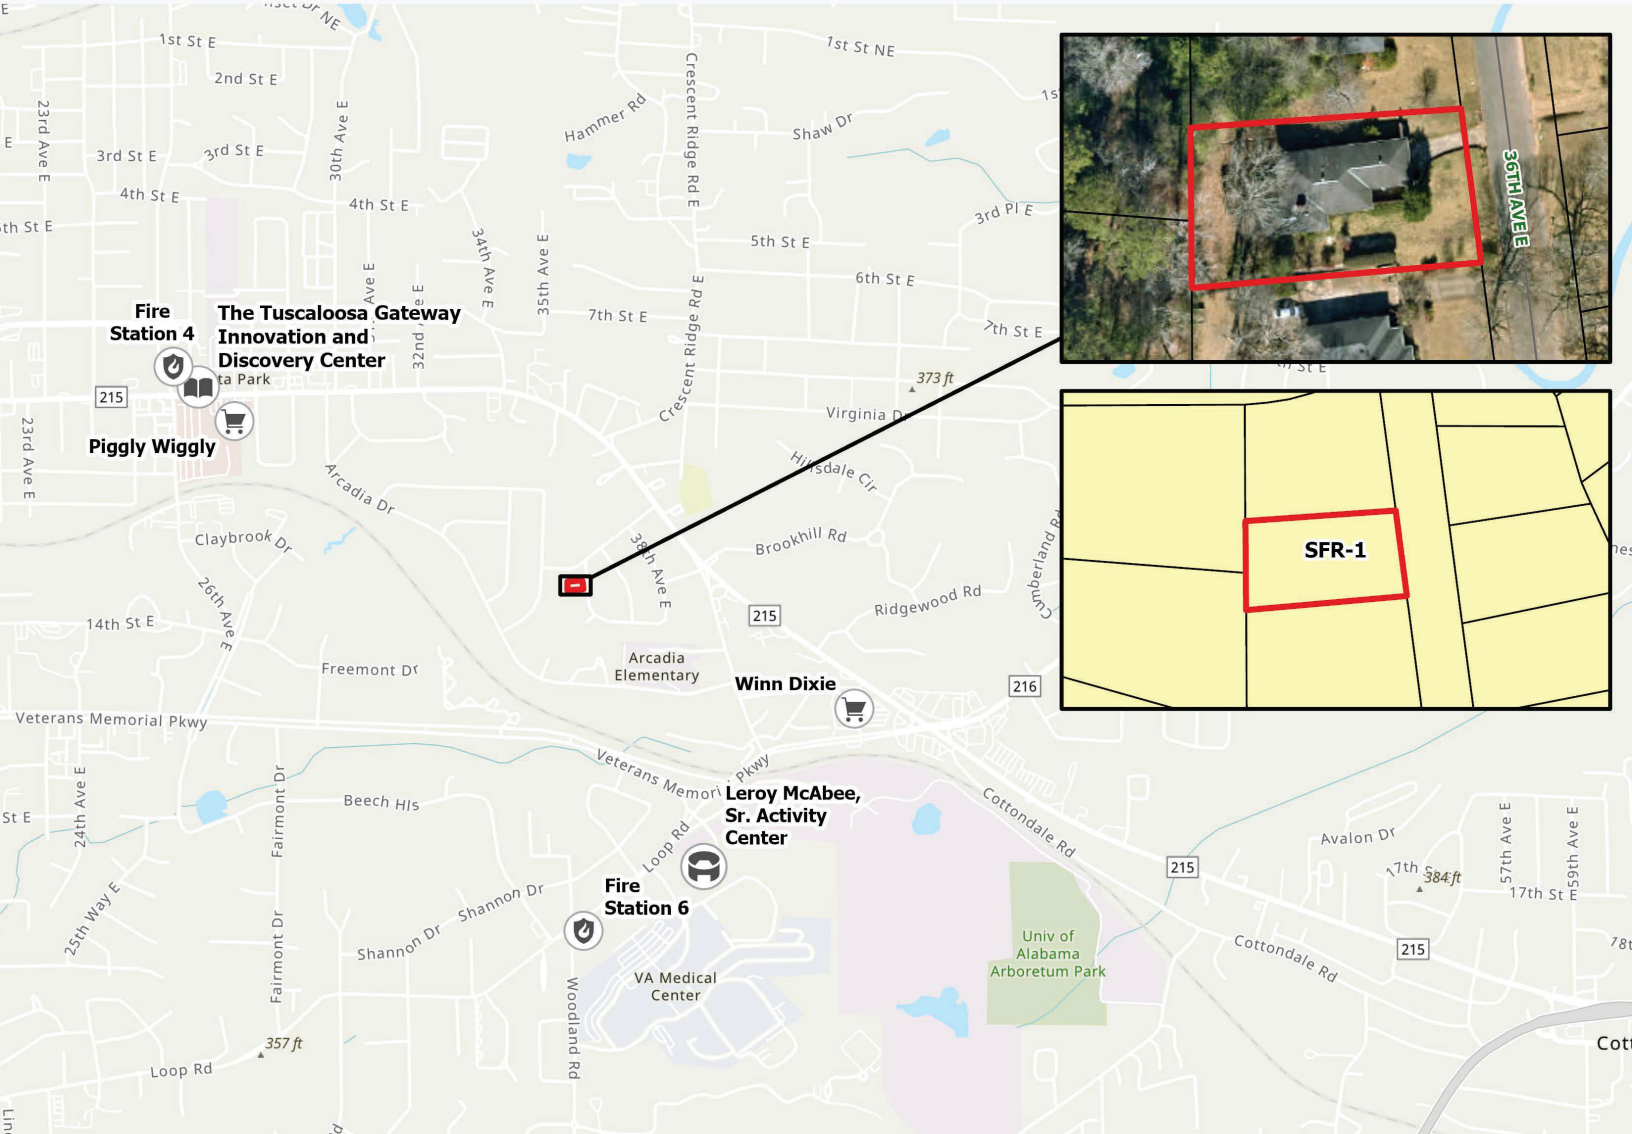 nset Dr NE
1st St E
1st St NE
2nd St E
23rd Ave E
30th Ave E
Crescent Ridge Rd E
Hammer Rd
Shaw Dr
E
3rd St E
3rd St E
4th St E
4th St E
3rd Pl E
5th St E
34th Ave E
35th Ave E
6th St E
7th St E
7th St E
36TH AVE E
Crescent Ridge Rd E
Fire
Station 4
The Tuscaloosa Gateway
Innovation and
Discovery Center
ta Park
215
Piggly Wiggly
373 ft
Virginia Dr
23rd Ave E
Arcadia Dr
Hillsdale Cir
Claybrook Dr
38th Ave E
Brookhill Rd
Cumberland Rd
SFR-1
26th Ave E
14th St E
215
Ridgewood Rd
Freemont Dr
Arcadia
Elementary
Winn Dixie
216
Veterans Memorial Pkwy
Veterans Memori
Pkwy
Leroy McAbee,
Sr. Activity
Center
24th Ave E
Fairmont Dr
Beech Hls
St E
Loop Rd
Cottondale Rd
Avalon Dr
57th Ave E
59th Ave E
215
384 ft
17th St E
Fire
Station 6
Shannon Dr
Shannon Dr
25th Way E
Fairmont Dr
Univ of
Alabama
Arboretum Park
Cottondale Rd
215
VA Medical
Center
Woodland Rd
357 ft
Loop Rd
Cott